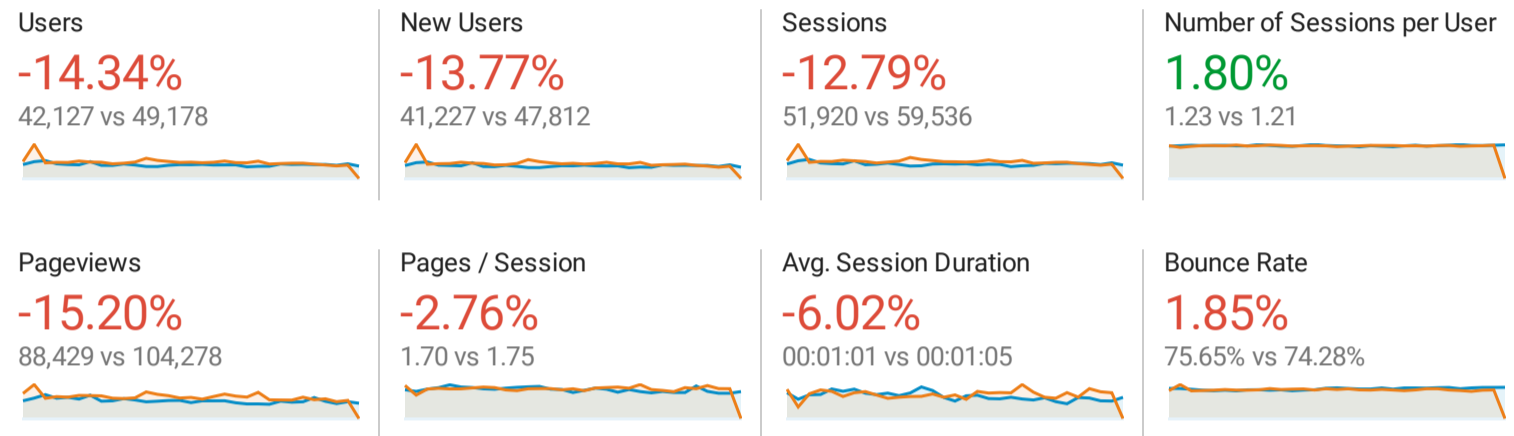 Users
-14.34%
42,127 vs 49,178
New Users
-13.77%
41,227 vs 47,812
Sessions
-12.79%
51,920 vs 59,536
Number of Sessions per User
1.80%
1.23 vs 1.21
Pageviews
-15.20%
88,429 vs 104,278
Pages / Session
-2.76%
1.70 vs 1.75
Avg. Session Duration
-6.02%
00:01:01 vs 00:01:05
Bounce Rate
1.85%
75.65% vs 74.28%